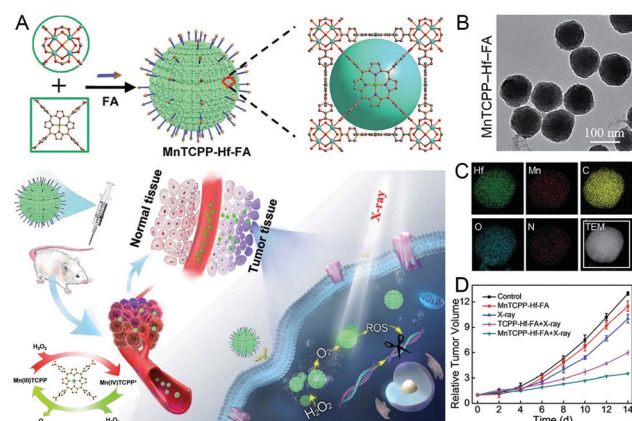 A
FA
MnTCPP-Hf-FA
Normal tissue
Tumor tissue
X-ray
H₂O₂
Mn(III)TCPP
Mn(IV)TCPP*
H₂O₂
O₂
ROS
H₂O₂
B
MnTCPP–Hf–FA
100 nm
C
Hf
Mn
C
O
N
TEM
D
Relative Tumor Volume
12
10
8
6
4
2
0
Control
MnTCPP-Hf-FA
X-ray
TCPP-Hf-FA+X-ray
MnTCPP-Hf-FA+X-ray
0 2 4 6 8 10 12 14
Time (d)